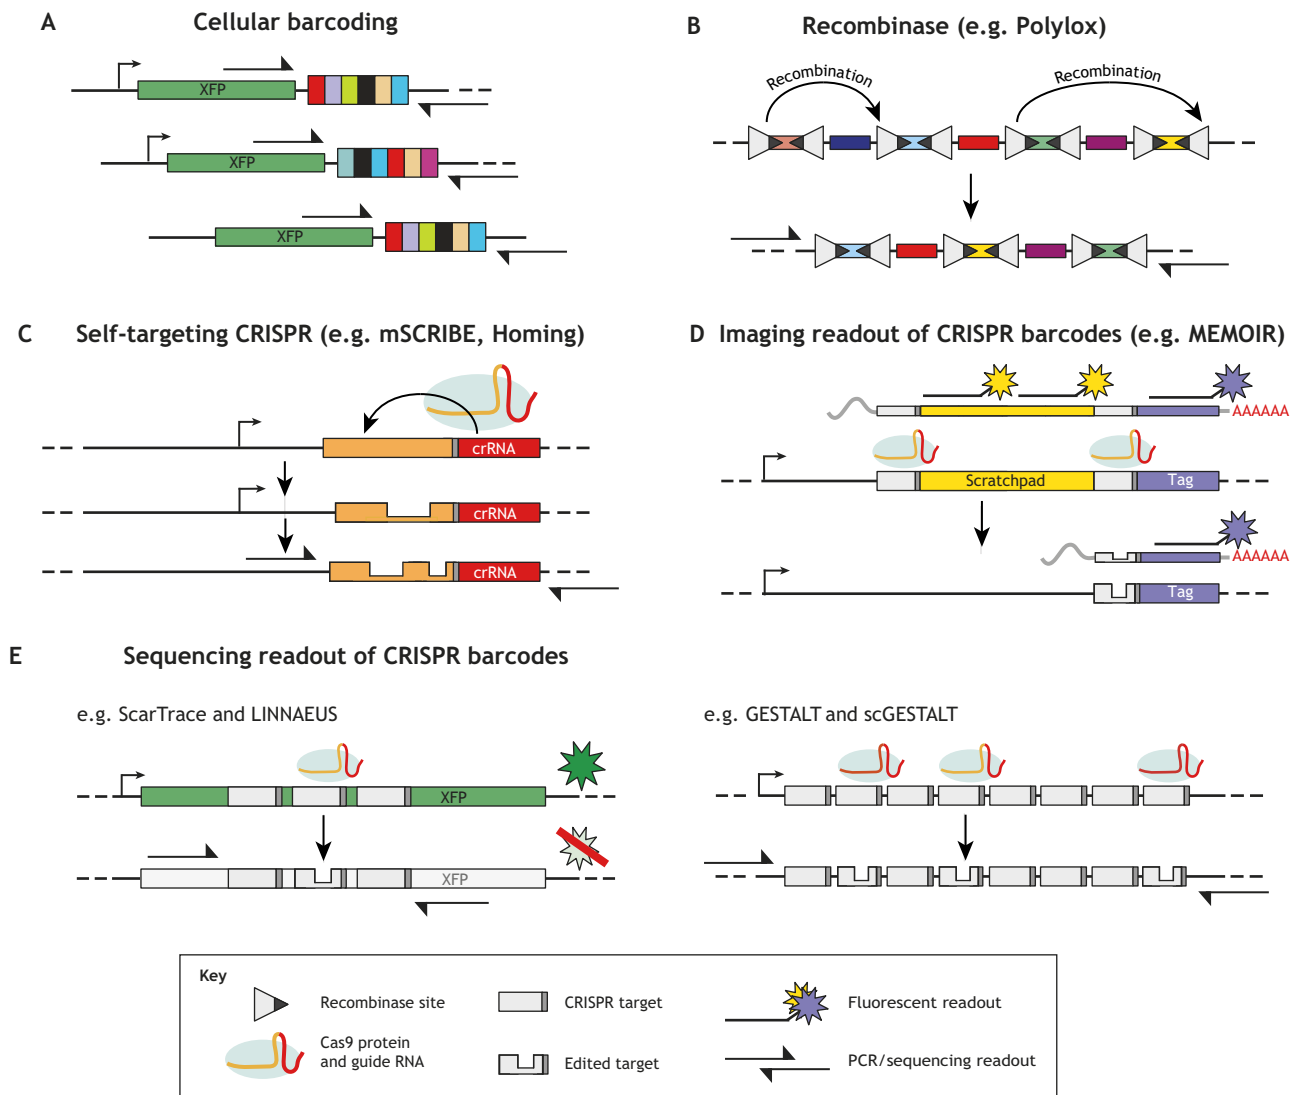 A
Cellular barcoding
XFP
XFP
XFP
B
Recombinase (e.g. Polylox)
Recombination
Recombination
C
Self-targeting CRISPR (e.g. mSCRIBE, Homing)
crRNA
crRNA
crRNA
D
Imaging readout of CRISPR barcodes (e.g. MEMOIR)
AAAAAA
Scratchpad
Tag
AAAAAA
Tag
E
Sequencing readout of CRISPR barcodes
e.g. ScarTrace and LINNAEUS
XFP
XFP
e.g. GESTALT and scGESTALT
Key
Recombinase site
Cas9 protein
and guide RNA
CRISPR target
Edited target
Fluorescent readout
PCR/sequencing readout